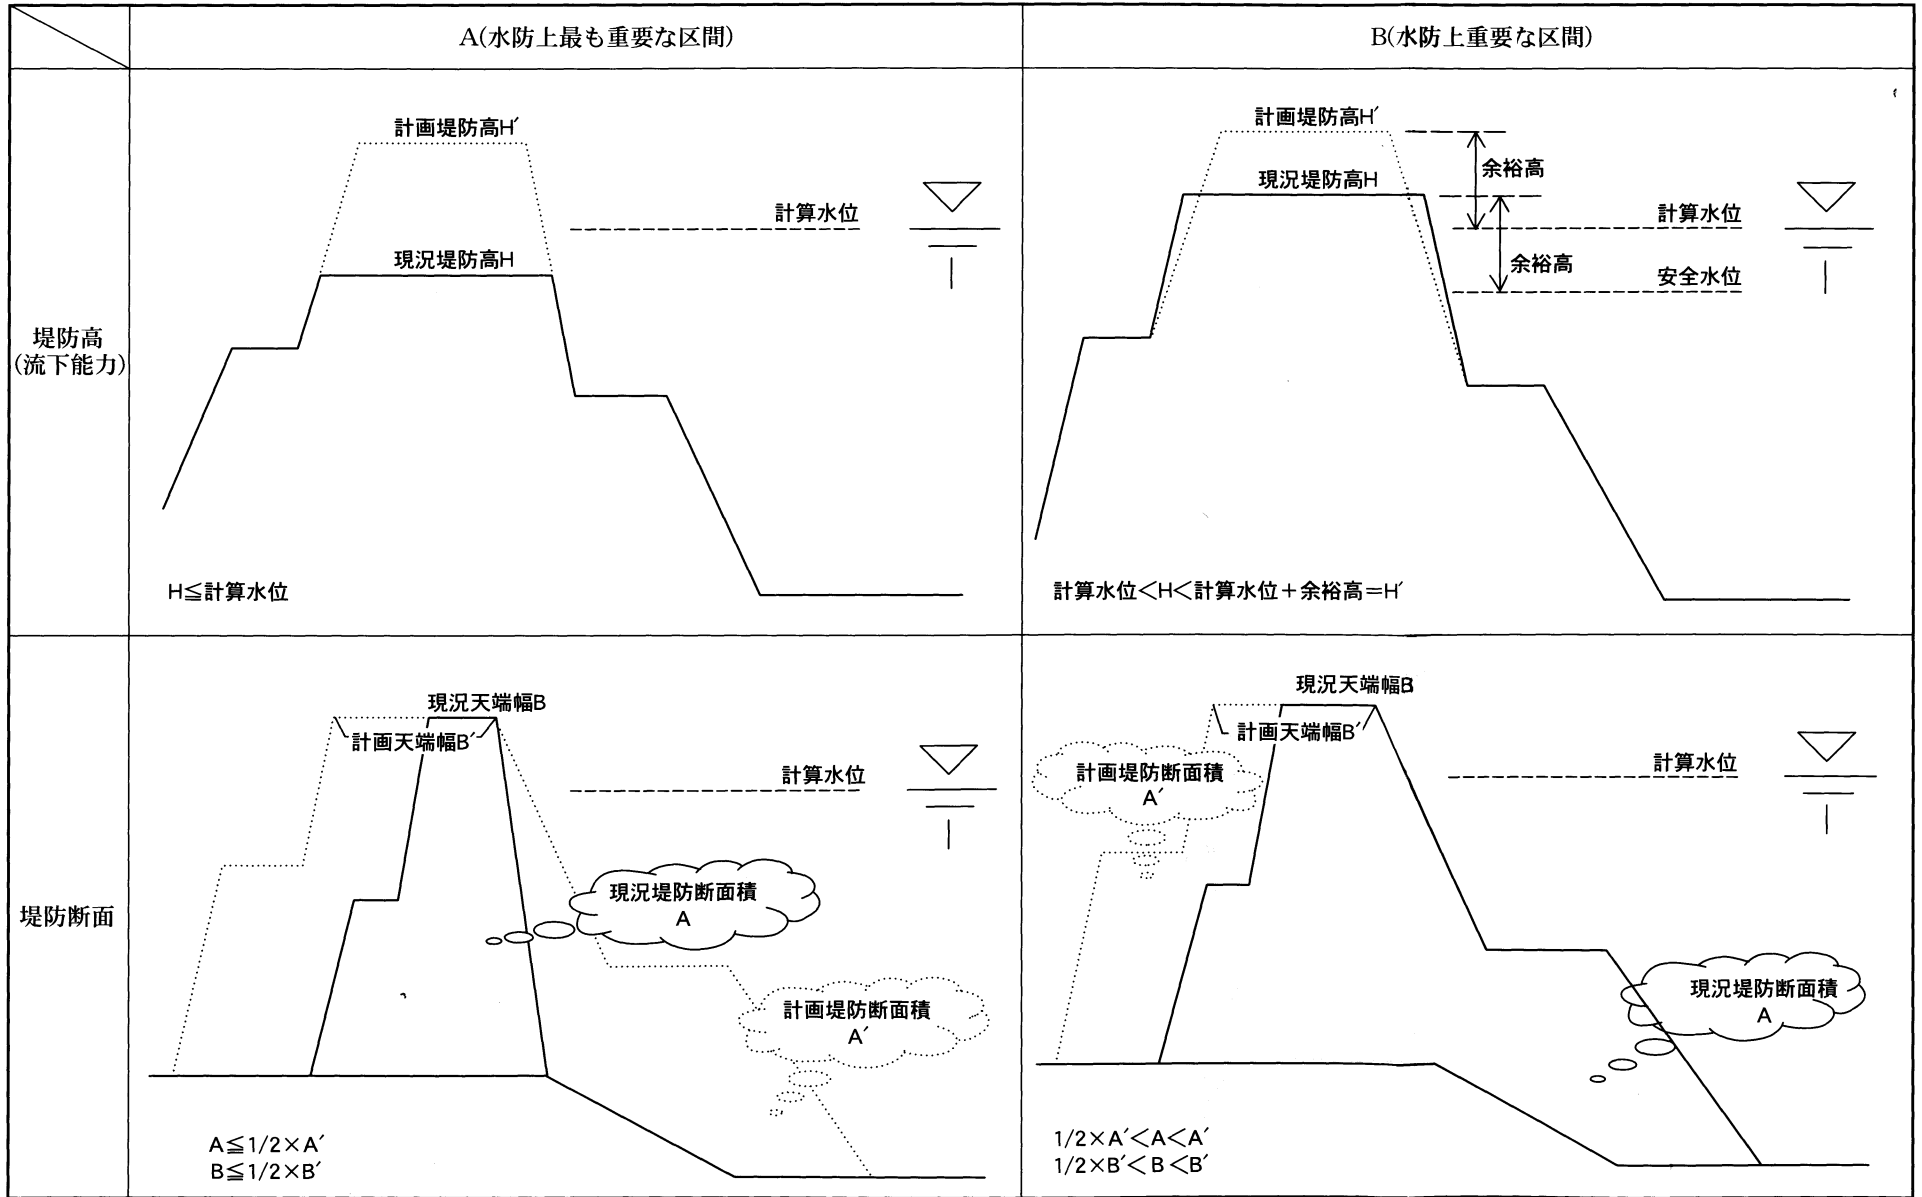 A(水防上最も重要な区間)
B(水防上重要な区間)
堤防高
(流下能力)
計画堤防高H′
計算水位
現況堤防高H
H≦計算水位
計画堤防高H′
余裕高
現況堤防高H
計算水位
余裕高
安全水位
計算水位<H<計算水位+余裕高=H′
堤防断面
現況天端幅B
計画天端幅B′
計算水位
現況堤防断面積
A
計画堤防断面積
A′
A≦1/2×A′
B≦1/2×B′
現況天端幅B
計画天端幅B′
計算水位
計画堤防断面積
A′
現況堤防断面積
A
1/2×A′<A<A′
1/2×B′<B<B′